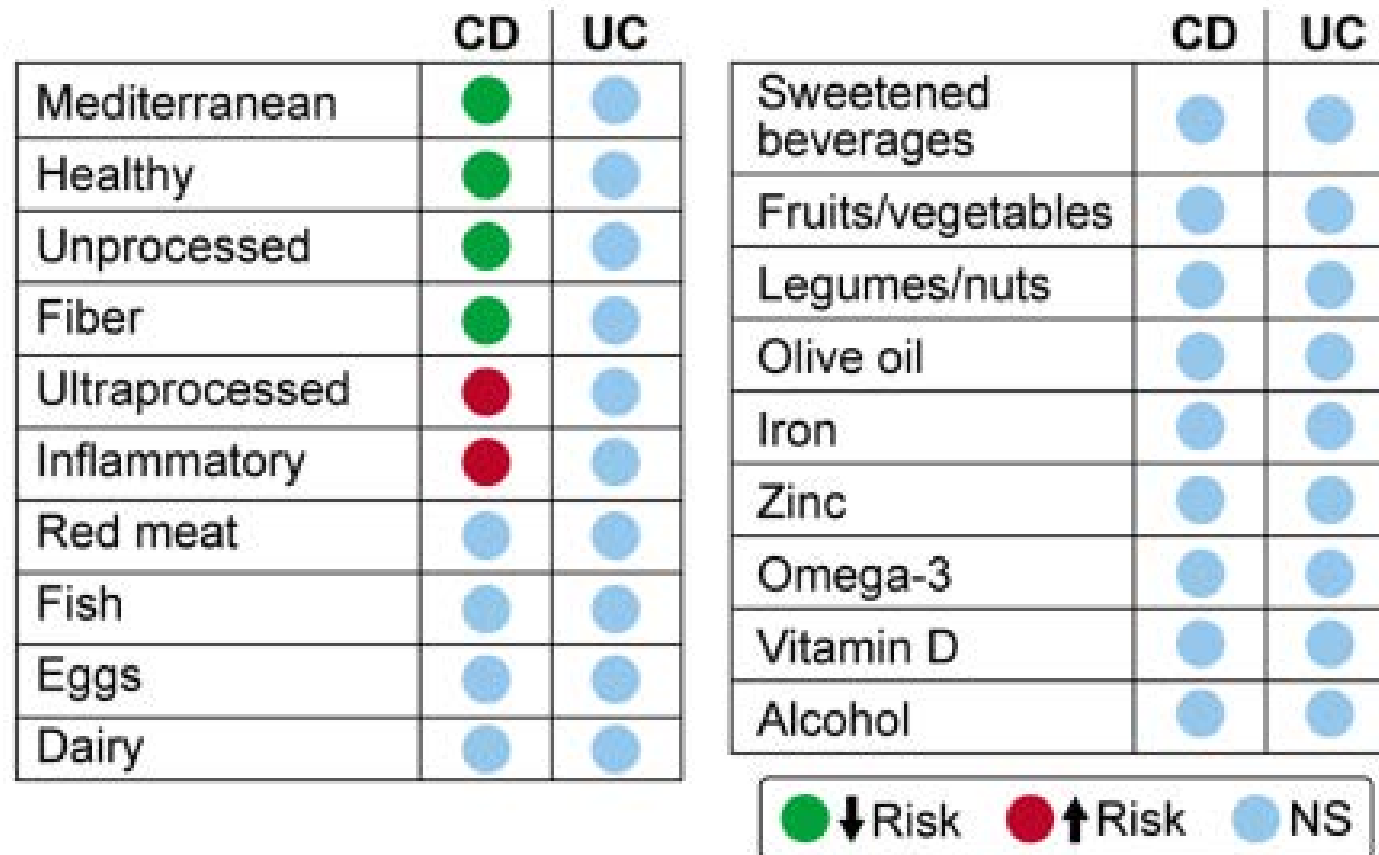 CD UC
Mediterranean
Healthy
Unprocessed
Fiber
Ultraprocessed
Inflammatory
Red meat
Fish
Eggs
Dairy
CD UC
Sweetened
beverages
Fruits/vegetables
Legumes/nuts
Olive oil
Iron
Zinc
Omega-3
Vitamin D
Alcohol
↓Risk ↑Risk NS